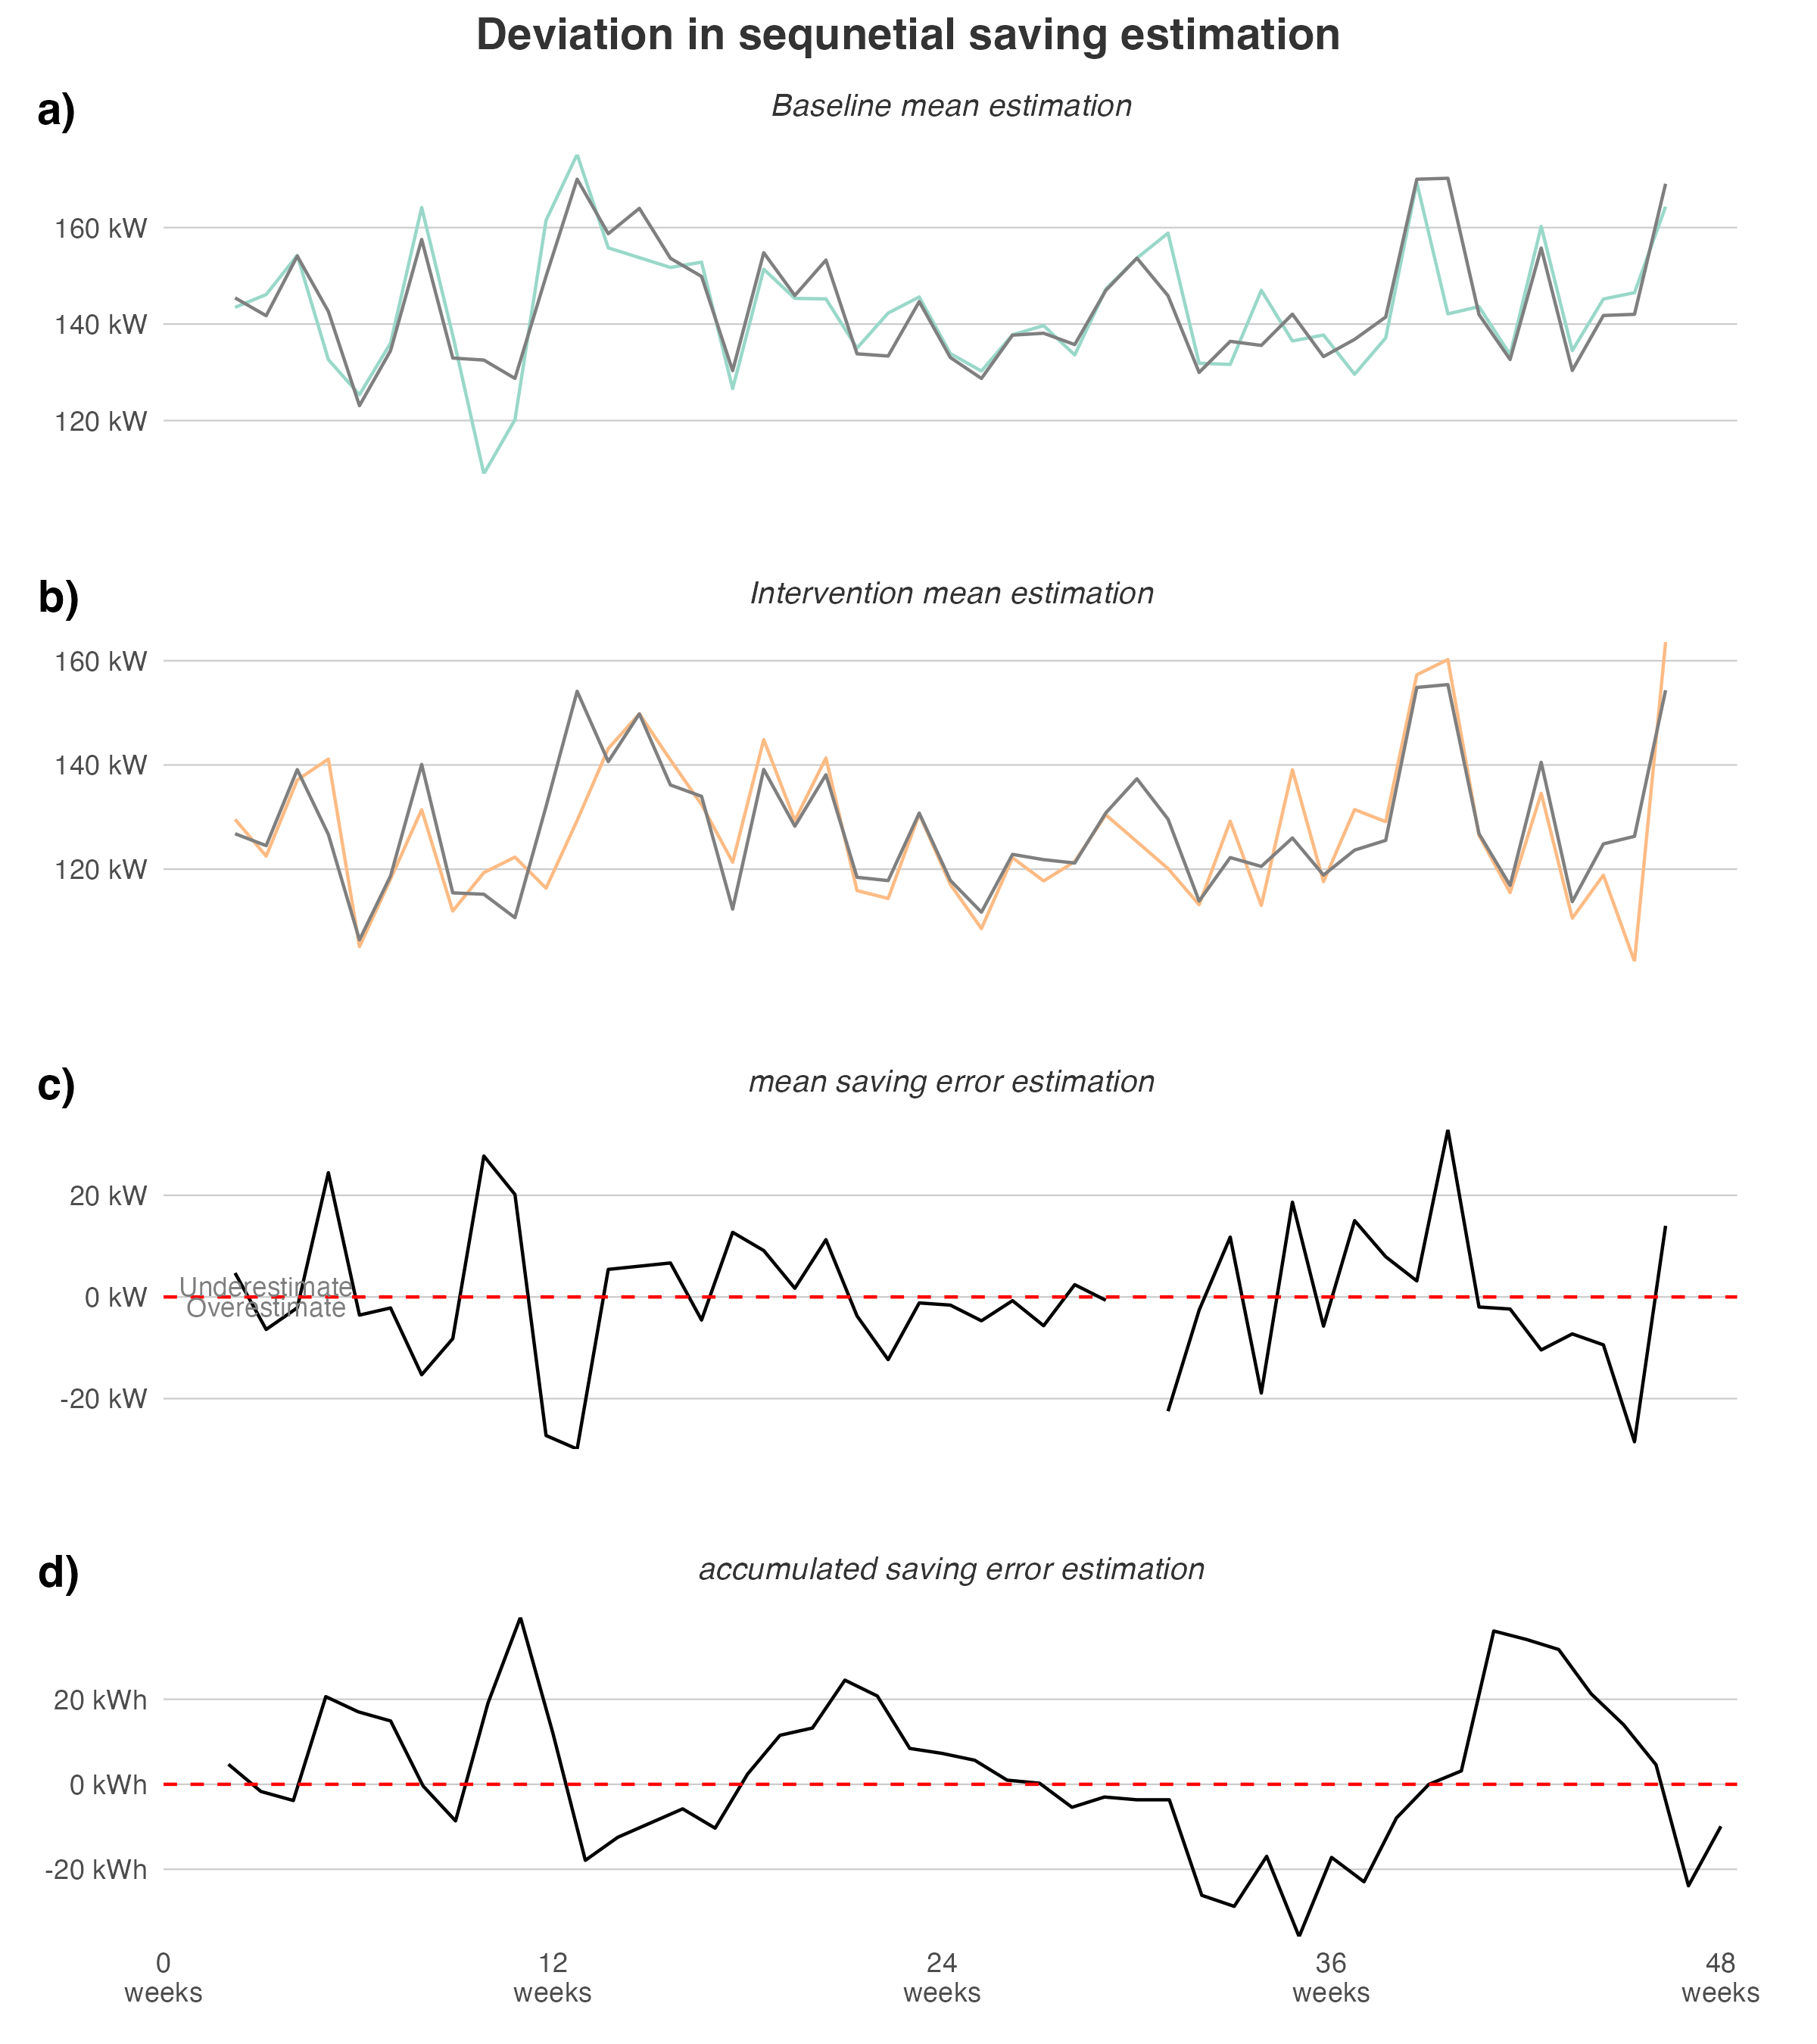 Deviation in sequnetial saving estimation
a)
Baseline mean estimation
160 kW
140 kW
120 kW
b)
Intervention mean estimation
160 kW
140 kW
120 kW
c)
mean saving error estimation
20 kW
Underestimate
0 kW
Overestimate
-20 kW
d)
accumulated saving error estimation
20 kWh
0 kWh
-20 kWh
0 12 24 36 48
weeks weeks weeks weeks weeks